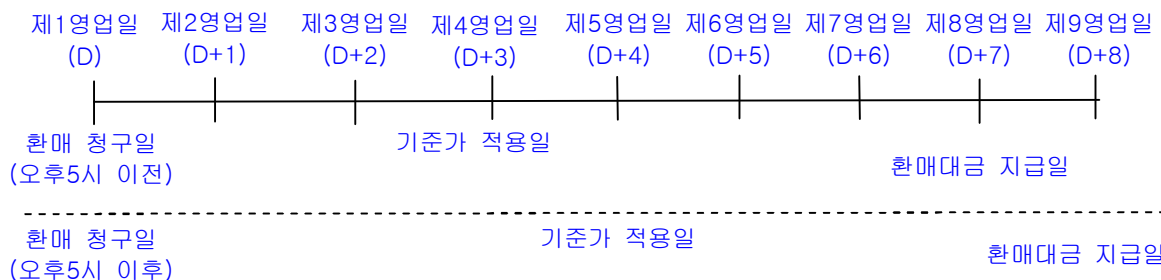 제1영업일 제2영업일 제3영업일 제4영업일 제5영업일 제6영업일 제7영업일 제8영업일 제9영업일
(D) (D+1) (D+2) (D+3) (D+4) (D+5) (D+6) (D+7) (D+8)
환매 청구일 기준가 적용일
(오후5시 이전) 환매대금 지급일
환매 청구일 기준가 적용일
(오후5시 이후) 환매대금 지급일